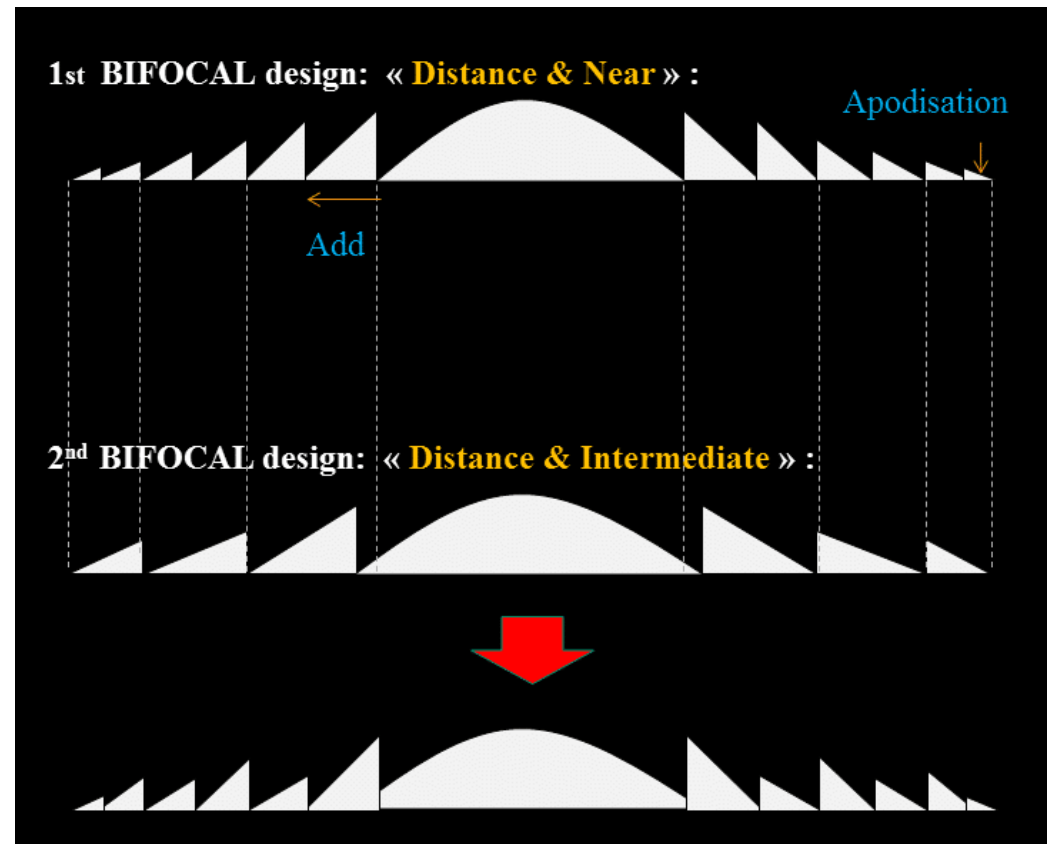 1st BIFOCAL design: « Distance & Near » :
Apodisation
Add
2nd BIFOCAL design: « Distance & Intermediate » :